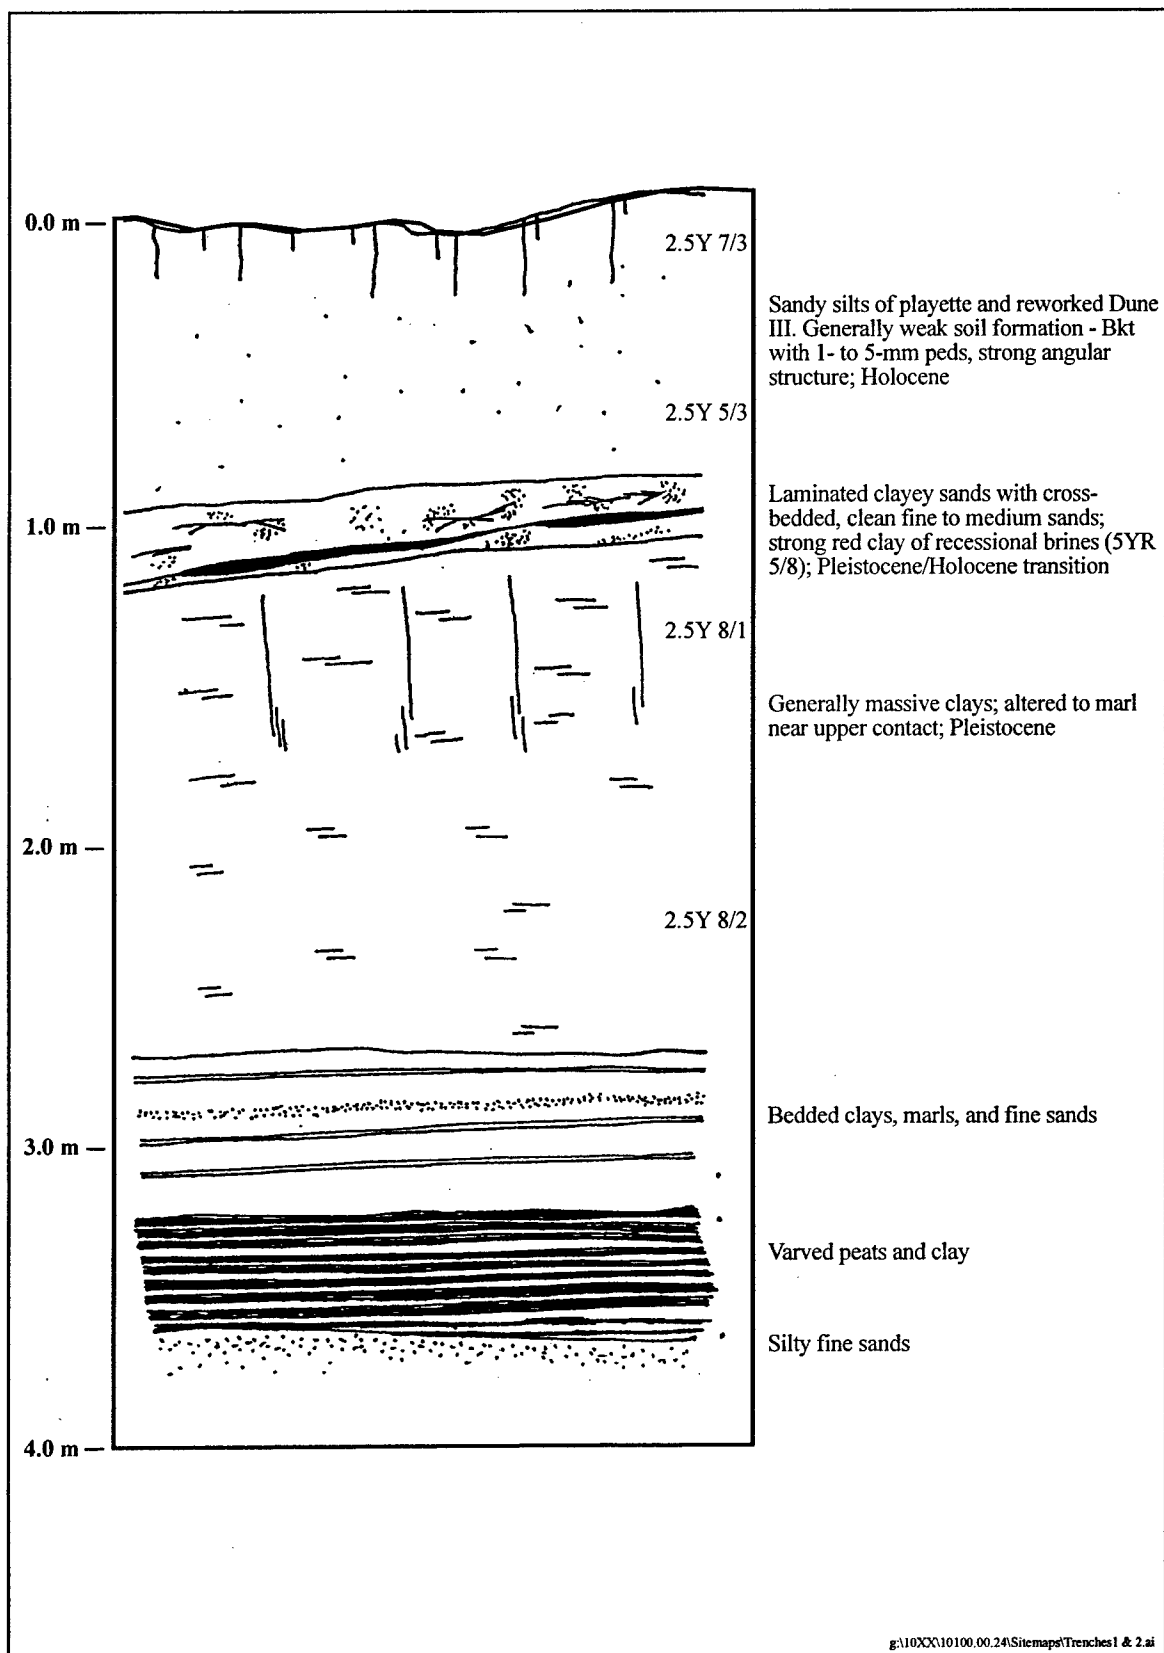 0.0 m
2.5Y 7/3
Sandy silts of playette and reworked Dune
III. Generally weak soil formation - Bkt
with 1- to 5-mm peds, strong angular
structure; Holocene
2.5Y 5/3
Laminated clayey sands with cross-
bedded, clean fine to medium sands;
strong red clay of recessional brines (5YR
5/8); Pleistocene/Holocene transition
1.0 m
2.5Y 8/1
Generally massive clays; altered to marl
near upper contact; Pleistocene
2.0 m
2.5Y 8/2
Bedded clays, marls, and fine sands
3.0 m
Varved peats and clay
Silty fine sands
4.0 m
g:\10XX\10100.00.24\Sitemaps\Trenches1 & 2.ai